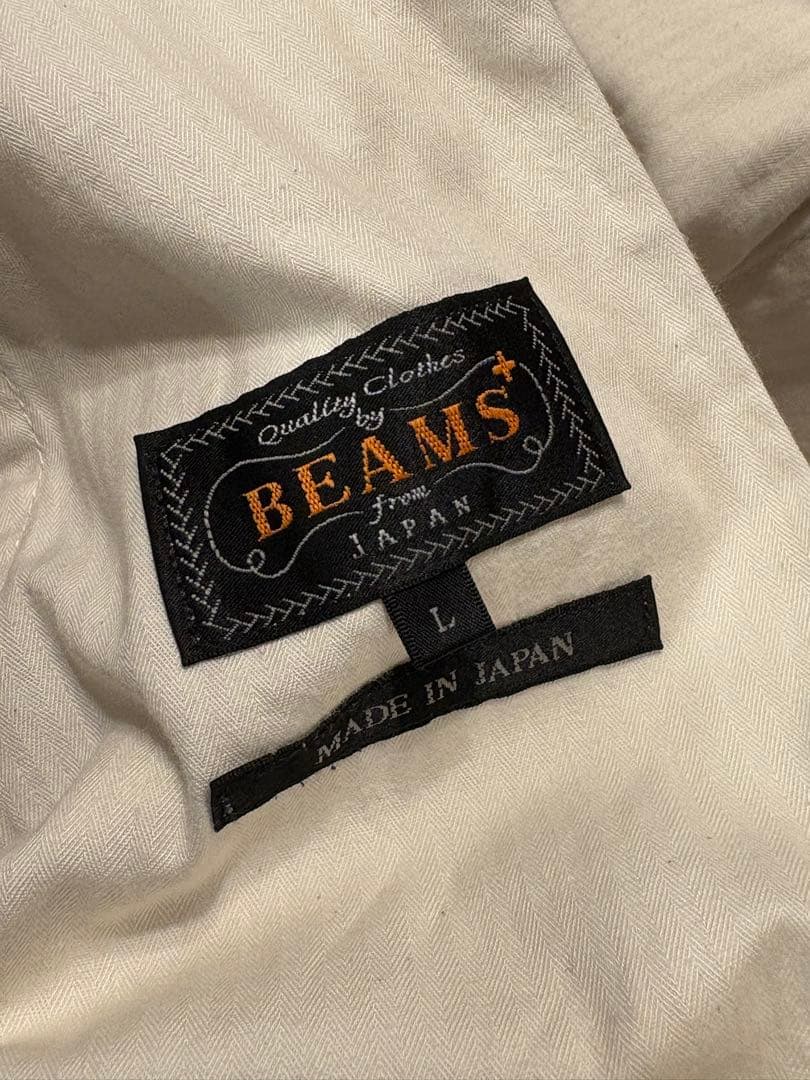 Quality Clothes
by
BEAMS+
from
JAPAN
L
MADE IN JAPAN